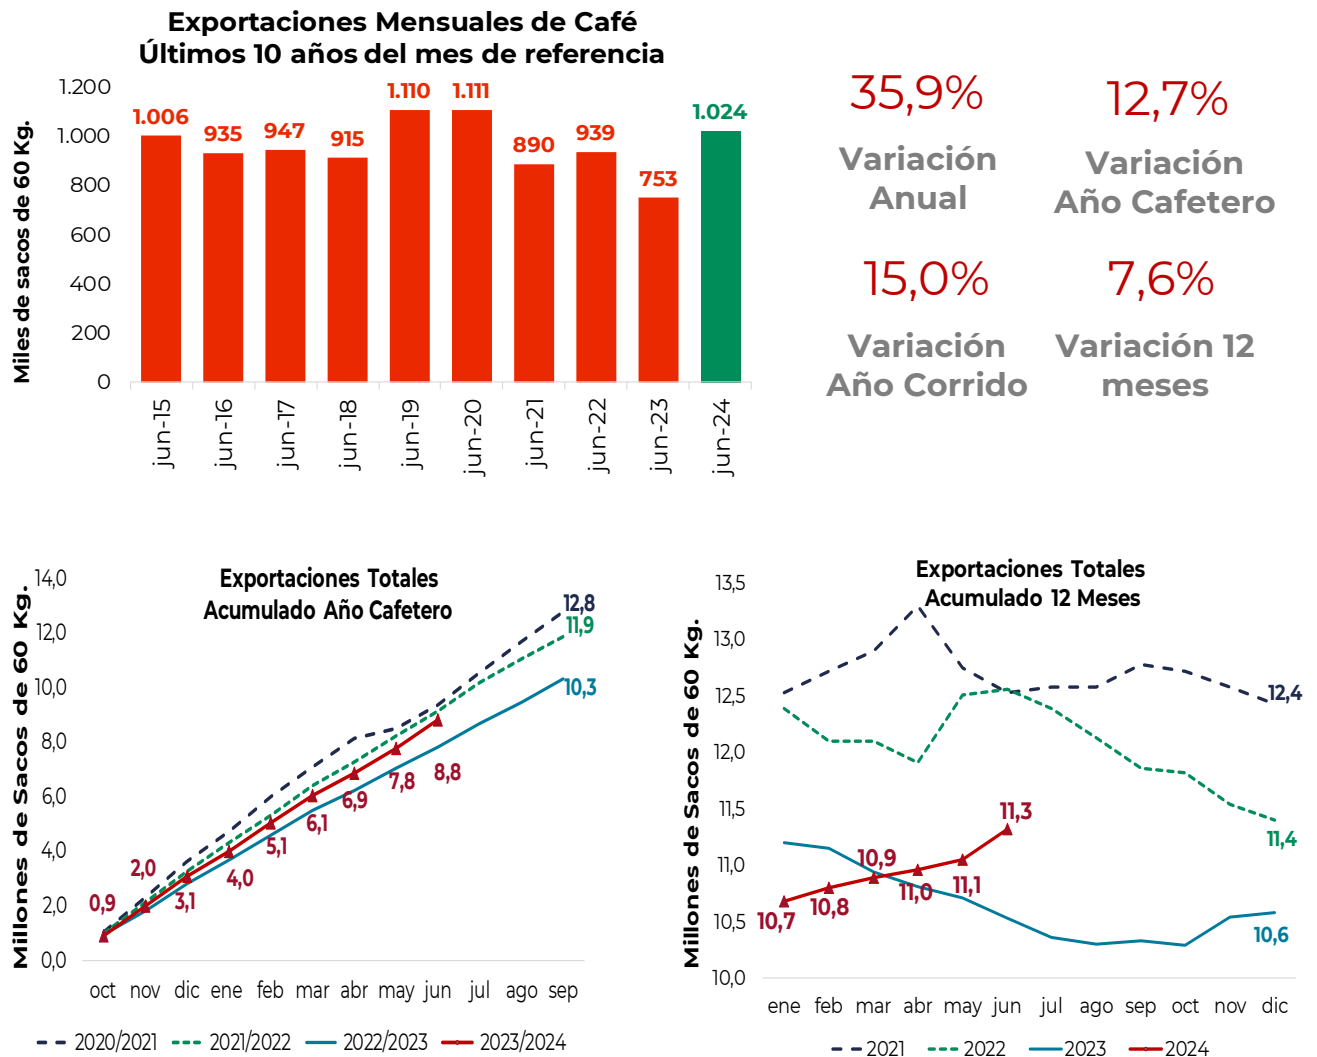 Exportaciones Mensuales de Café
Últimos 10 años del mes de referencia
Miles de sacos de 60 Kg.
1.200
1.000
800
600
400
200
0
1.006
935
947
915
1.110
1.111
890
939
753
1.024
jun-15
jun-16
jun-17
jun-18
jun-19
jun-20
jun-21
jun-22
jun-23
jun-24
35,9%
Variación
Anual
12,7%
Variación
Año Cafetero
15,0%
Variación
Año Corrido
7,6%
Variación 12
meses
Exportaciones Totales
Acumulado Año Cafetero
Millones de Sacos de 60 Kg.
14,0
12,0
10,0
8,0
6,0
4,0
2,0
0,0
0,9
2,0
3,1
4,0
5,1
6,1
6,9
7,8
8,8
12,8
11,9
10,3
oct nov dic ene feb mar abr may jun jul ago sep
2020/2021 2021/2022 2022/2023 2023/2024
Exportaciones Totales
Acumulado 12 Meses
Millones de Sacos de 60 Kg.
13,5
13,0
12,5
12,0
11,5
11,0
10,5
10,0
10,7
10,8
10,9
11,0
11,1
11,3
12,4
11,4
10,6
ene feb mar abr may jun jul ago sep oct nov dic
2021 2022 2023 2024